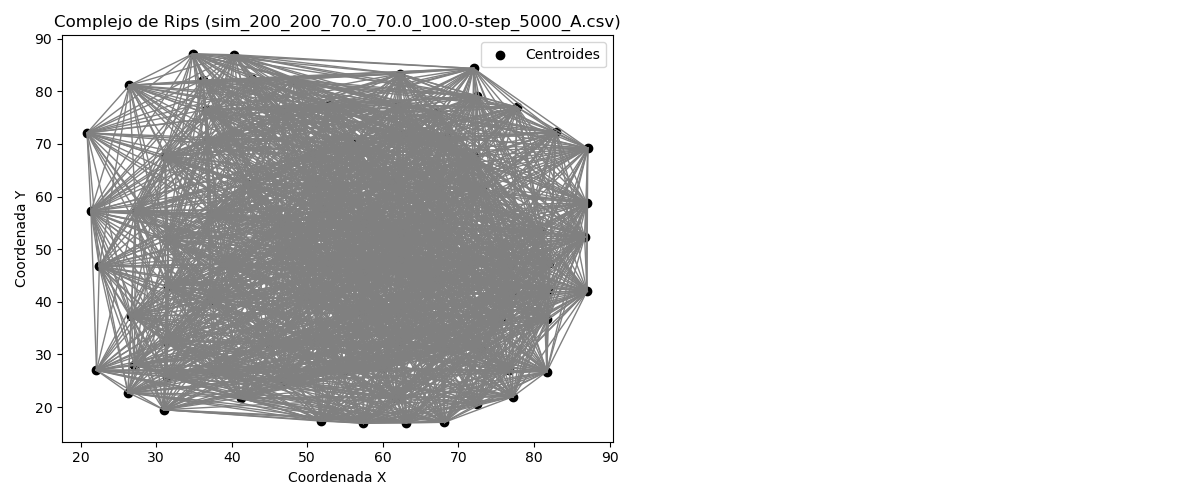 Complejo de Rips (sim_200_200_70.0_70.0_100.0-step_5000_A.csv)
Centroides
90
80
70
60
50
40
30
20
Coordenada Y
20 30 40 50 60 70 80 90
Coordenada X